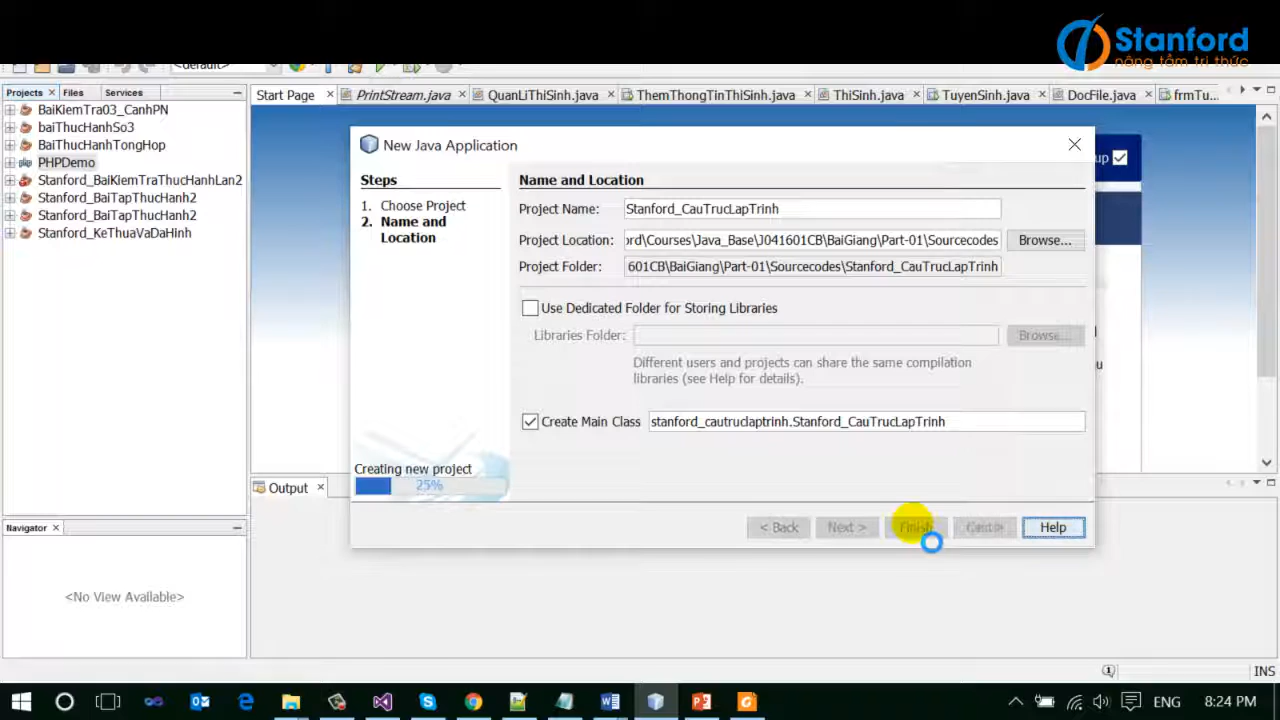 Stanford
nâng tầm tri thức
<default>
Projects
Files
Services
Start Page
PrintStream.java
QuanLiThiSinh.java
ThemThongTinThiSinh.java
ThiSinh.java
TuyenSinh.java
DocFile.java
frmTu...
BaiKiemTra03_CanhPN
baiThucHanhSo3
BaiThucHanhTongHop
PHPDemo
Stanford_BaiKiemTraThucHanhLan2
Stanford_BaiTapThucHanh2
Stanford_BaiTapThucHanh2
Stanford_KeThuaVaDaHinh
New Java Application
up
Steps
1. Choose Project
2. Name and
Location
Name and Location
Project Name: Stanford_CauTrucLapTrinh
Project Location: ord\Courses\Java_Base\J041601CB\BaiGiang\Part-01\Sourcecodes Browse...
Project Folder: 601CB\BaiGiang\Part-01\Sourcecodes\Stanford_CauTrucLapTrinh
Use Dedicated Folder for Storing Libraries
Libraries Folder: Browse...
Different users and projects can share the same compilation
libraries (see Help for details).
Create Main Class stanford_cautruclaptrinh.Stanford_CauTrucLapTrinh
Creating new project
25%
< Back Next > Finish Cancel Help
Output
Navigator
<No View Available>
1
INS
ENG 8:24 PM